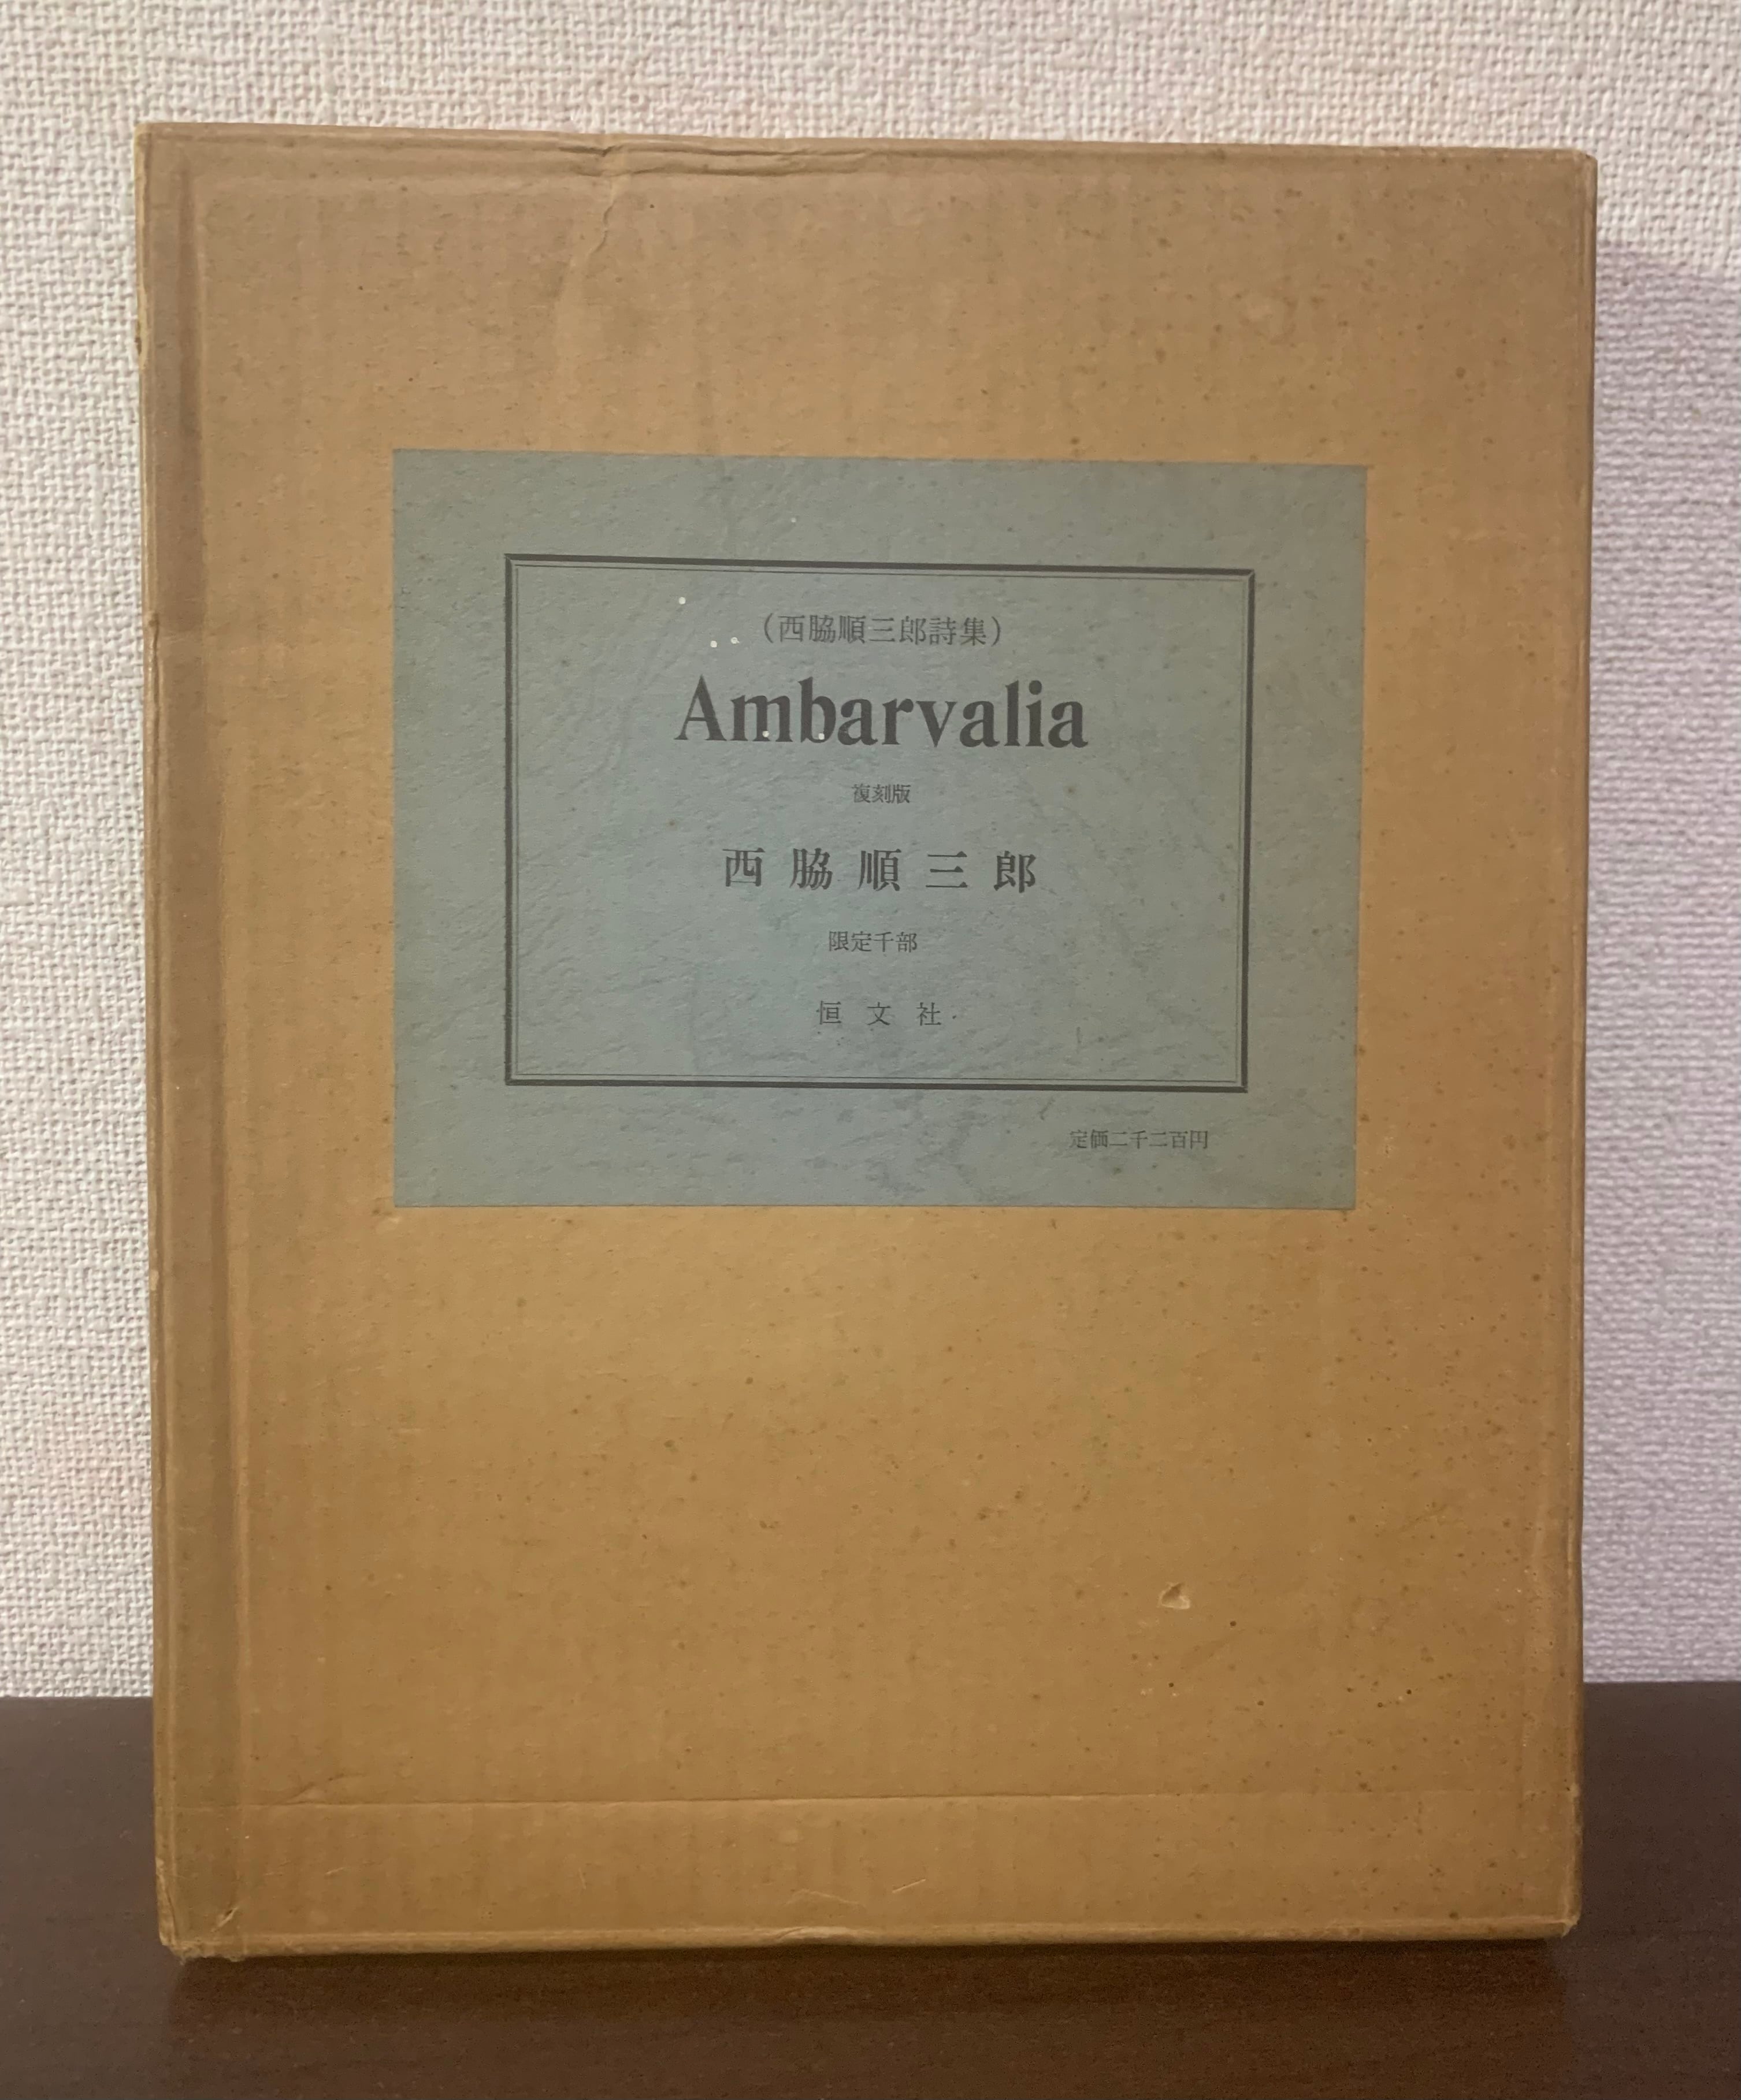 （西脇順三郎詩集）
Ambarvalia
復刻版
西脇順三郎
限定千部
恒文社
定価二千二百円